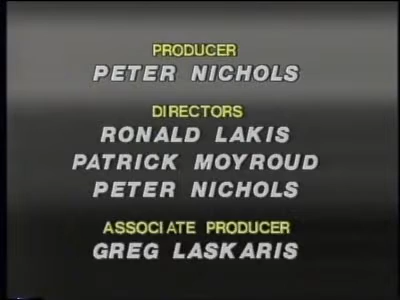 PRODUCER
PETER NICHOLS
DIRECTORS
RONALD LAKIS
PATRICK MOYROUD
PETER NICHOLS
ASSOCIATE PRODUCER
GREG LASKARIS